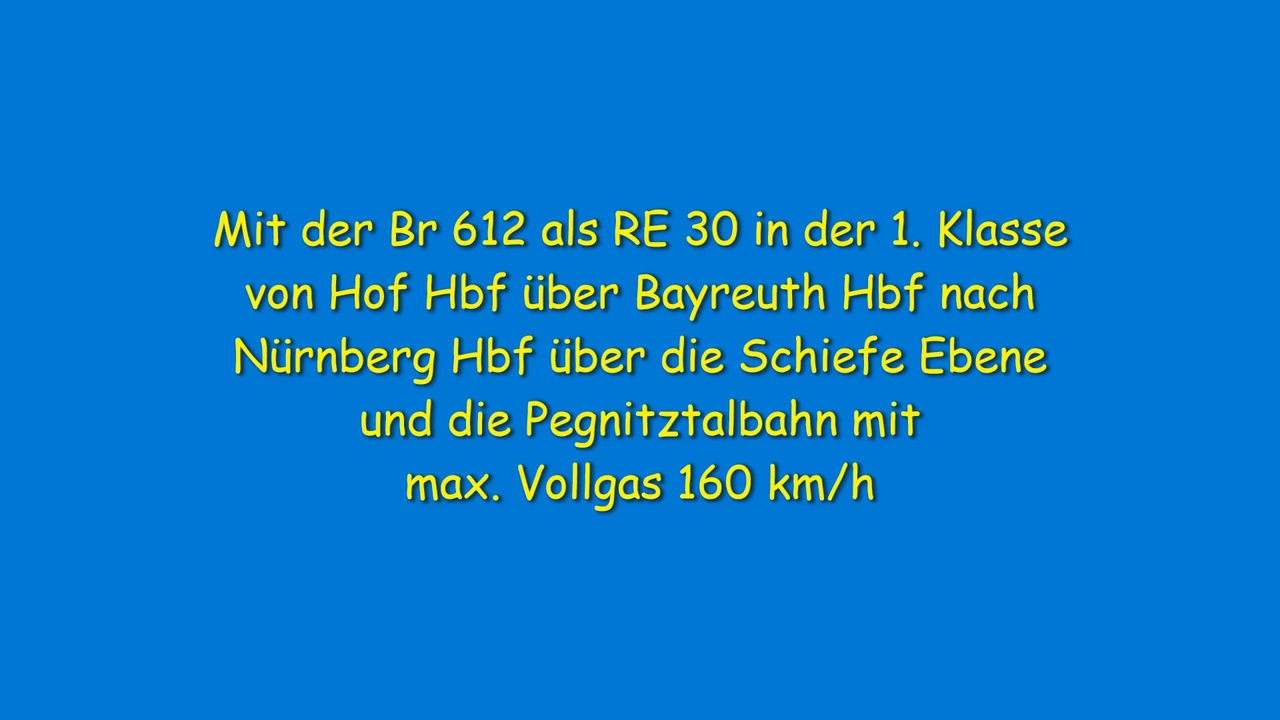 Mit der Br 612 als RE 30 in der 1. Klasse
von Hof Hbf über Bayreuth Hbf nach
Nürnberg Hbf über die Schiefe Ebene
und die Pegnitztalbahn mit
max. Vollgas 160 km/h